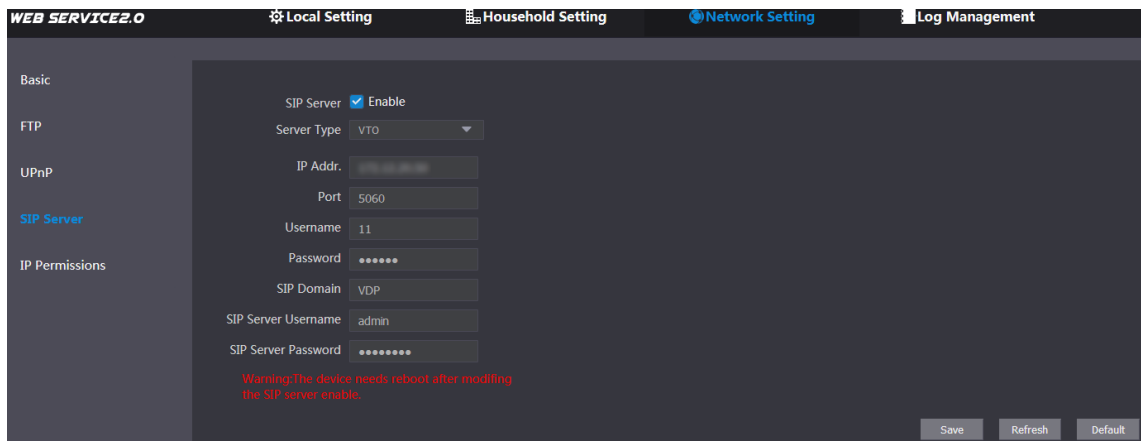 WEB SERVICE2.0
Local Setting
Household Setting
Network Setting
Log Management
Basic
FTP
UPnP
SIP Server
IP Permissions
SIP Server Enable
Server Type VTO
IP Addr.
Port 5060
Username 11
Password ••••••
SIP Domain VDP
SIP Server Username admin
SIP Server Password ••••••••
Warning:The device needs reboot after modifing
the SIP server enable.
Save Refresh Default